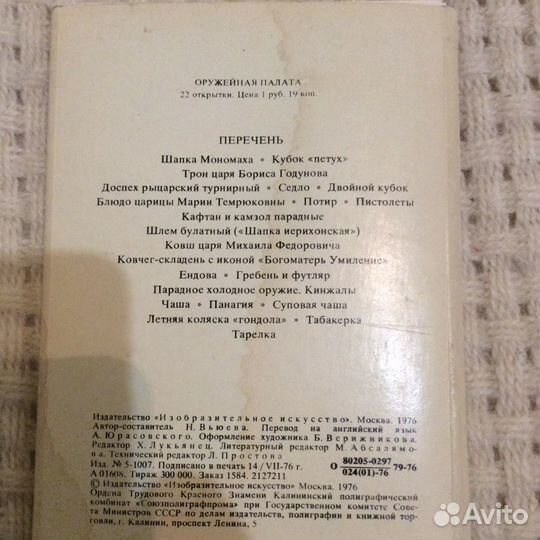 ОРУЖЕЙНАЯ ПАЛАТА
22 открытки. Цена 1 руб. 19 коп.
ПЕРЕЧЕНЬ
Шапка Мономаха • Кубок «петух»
Трон царя Бориса Годунова
Доспех рыцарский турнирный • Седло • Двойной кубок
Блюдо царицы Марии Темрюковны • Потир • Пистолеты
Кафтан и камзол парадные
Шлем булатный («Шапка иерихонская»)
Ковш царя Михаила Федоровича
Ковчег-складень с иконой «Богоматерь Умиление»
Ендова • Гребень и футляр
Парадное холодное оружие. Кинжалы
Чаша • Панагия • Суповая чаша
Летняя коляска «гондола» • Табакерка
Тарелка
Издательство «Изобразительное искусство». Москва. 1976
Автор-составитель Н. Вьюева. Перевод на английский язык
А. Юрасовского. Оформление художника Б. Верижникова.
Редактор Х. Лукьянец. Литературный редактор М. Абсалямо-
ва. Технический редактор Л. Простова
Изд. № 5-1007. Подписано в печать 14/VII-76 г.
А 01608. Тираж 300 000. Заказ 1584. 2127211
О 80205-0297
024(01)-76 79-76
© Издательство «Изобразительное искусство» Москва. 1976
Ордена Трудового Красного Знамени Калининский полиграфический
комбинат «Союзполиграфпрома» при Государственном комитете Сове-
та Министров СССР по делам издательств, полиграфии и книжной тор-
говли, г. Калинин, проспект Ленина, 5
Avito